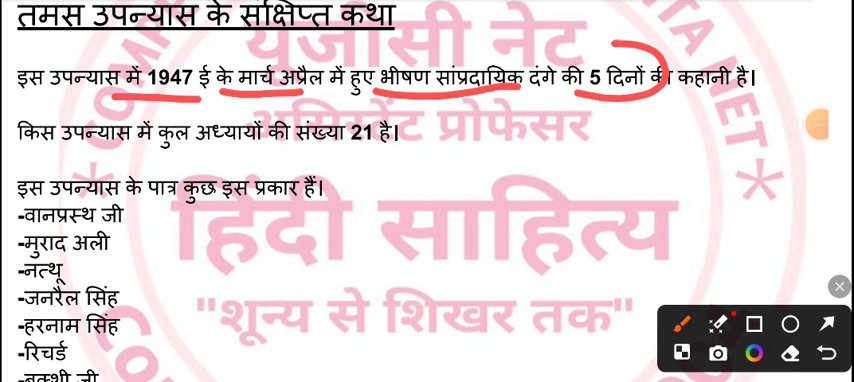 तमस उपन्यास के संक्षिप्त कथा
यूजीसी नेट
इस उपन्यास में 1947 ई के मार्च अप्रैल में हुए भीषण सांप्रदायिक दंगे की 5 दिनों की कहानी है।
असिस्टेंट प्रोफेसर
किस उपन्यास में कुल अध्यायों की संख्या 21 है।
इस उपन्यास के पात्र कुछ इस प्रकार हैं।
हिंदी साहित्य
-वानप्रस्थ जी
-मुराद अली
-नत्थू
-जनरैल सिंह
"शून्य से शिखर तक"
-हरनाम सिंह
-रिचर्ड
-बक्शी जी